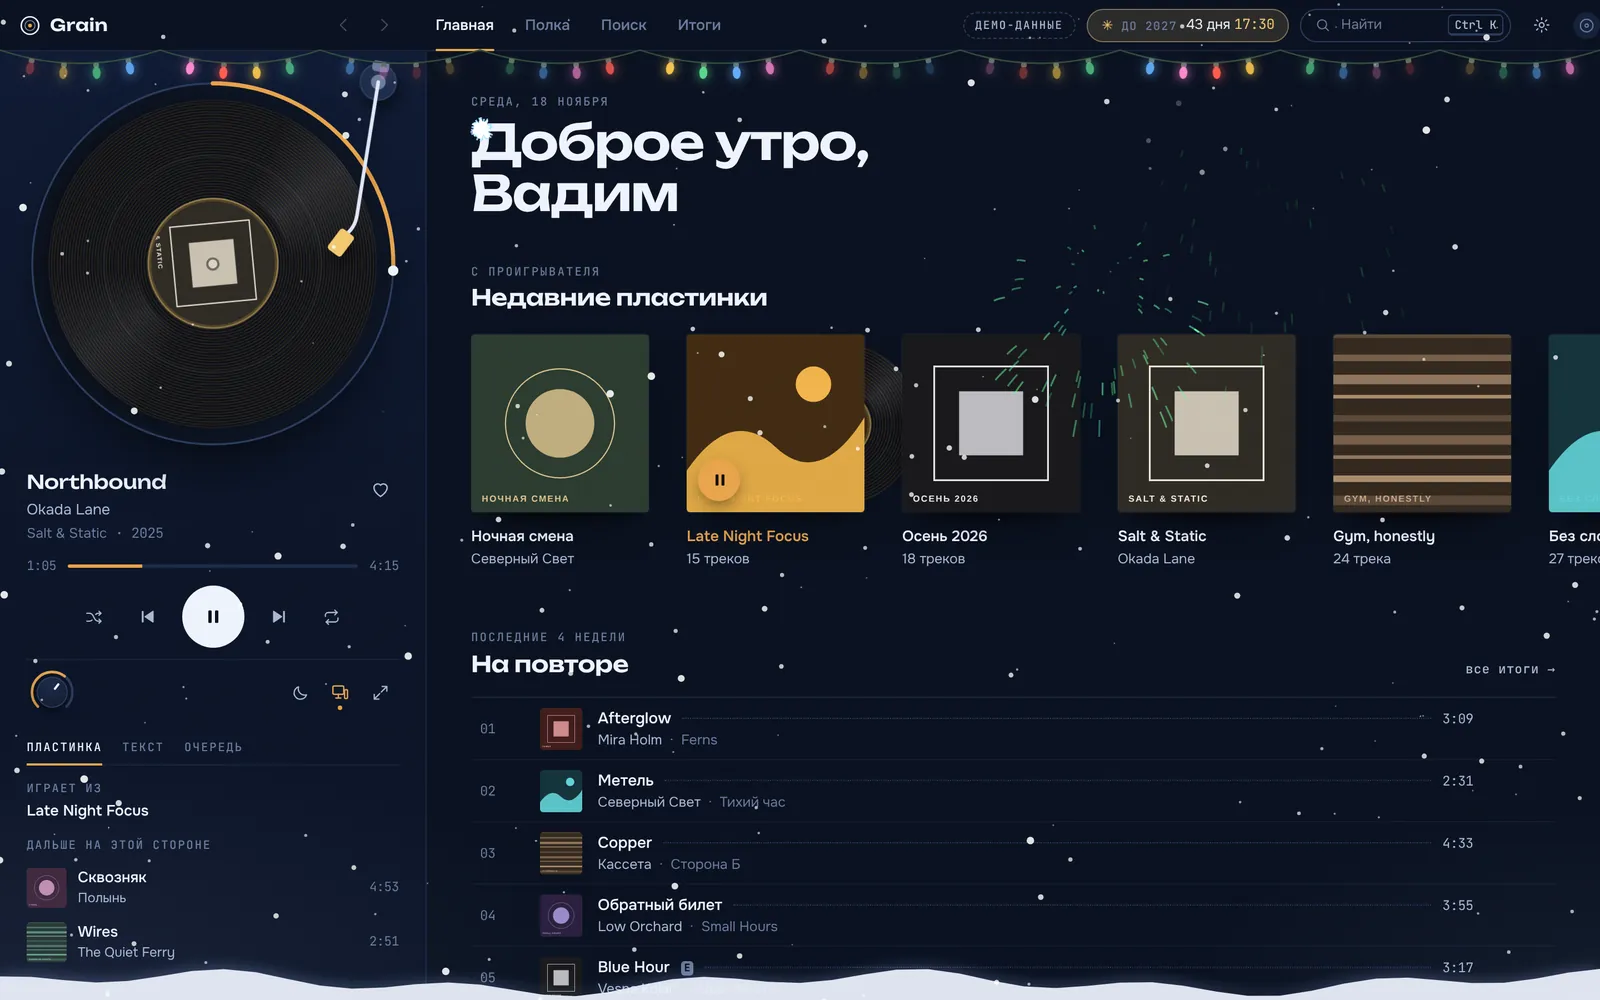 Grain
Главная
Полка
Поиск
Итоги
ДЕМО-ДАННЫЕ
ДО 2027
43 дня 17:30
Найти
Ctrl K
STATIC
Northbound
Okada Lane
Salt & Static · 2025
1:05
4:15
ПЛАСТИНКА
ТЕКСТ
ОЧЕРЕДЬ
ИГРАЕТ ИЗ
Late Night Focus
ДАЛЬШЕ НА ЭТОЙ СТОРОНЕ
Сквозняк
Полынь
4:53
Wires
The Quiet Ferry
2:51
СРЕДА, 18 НОЯБРЯ
Доброе утро,
Вадим
С ПРОИГРЫВАТЕЛЯ
Недавние пластинки
НОЧНАЯ СМЕНА
Ночная смена
Северный Свет
Late Night Focus
15 треков
ОСЕНЬ 2026
Осень 2026
18 треков
SALT & STATIC
Salt & Static
Okada Lane
GYM, HONESTLY
Gym, honestly
24 трека
Без сло
27 трек
ПОСЛЕДНИЕ 4 НЕДЕЛИ
На повторе
все итоги →
01
Afterglow
Mira Holm · Ferns
3:09
02
Метель
Северный Свет · Тихий час
2:31
03
Copper
Кассета · Сторона Б
4:33
04
Обратный билет
Low Orchard · Small Hours
3:55
05
Blue Hour E
3:17